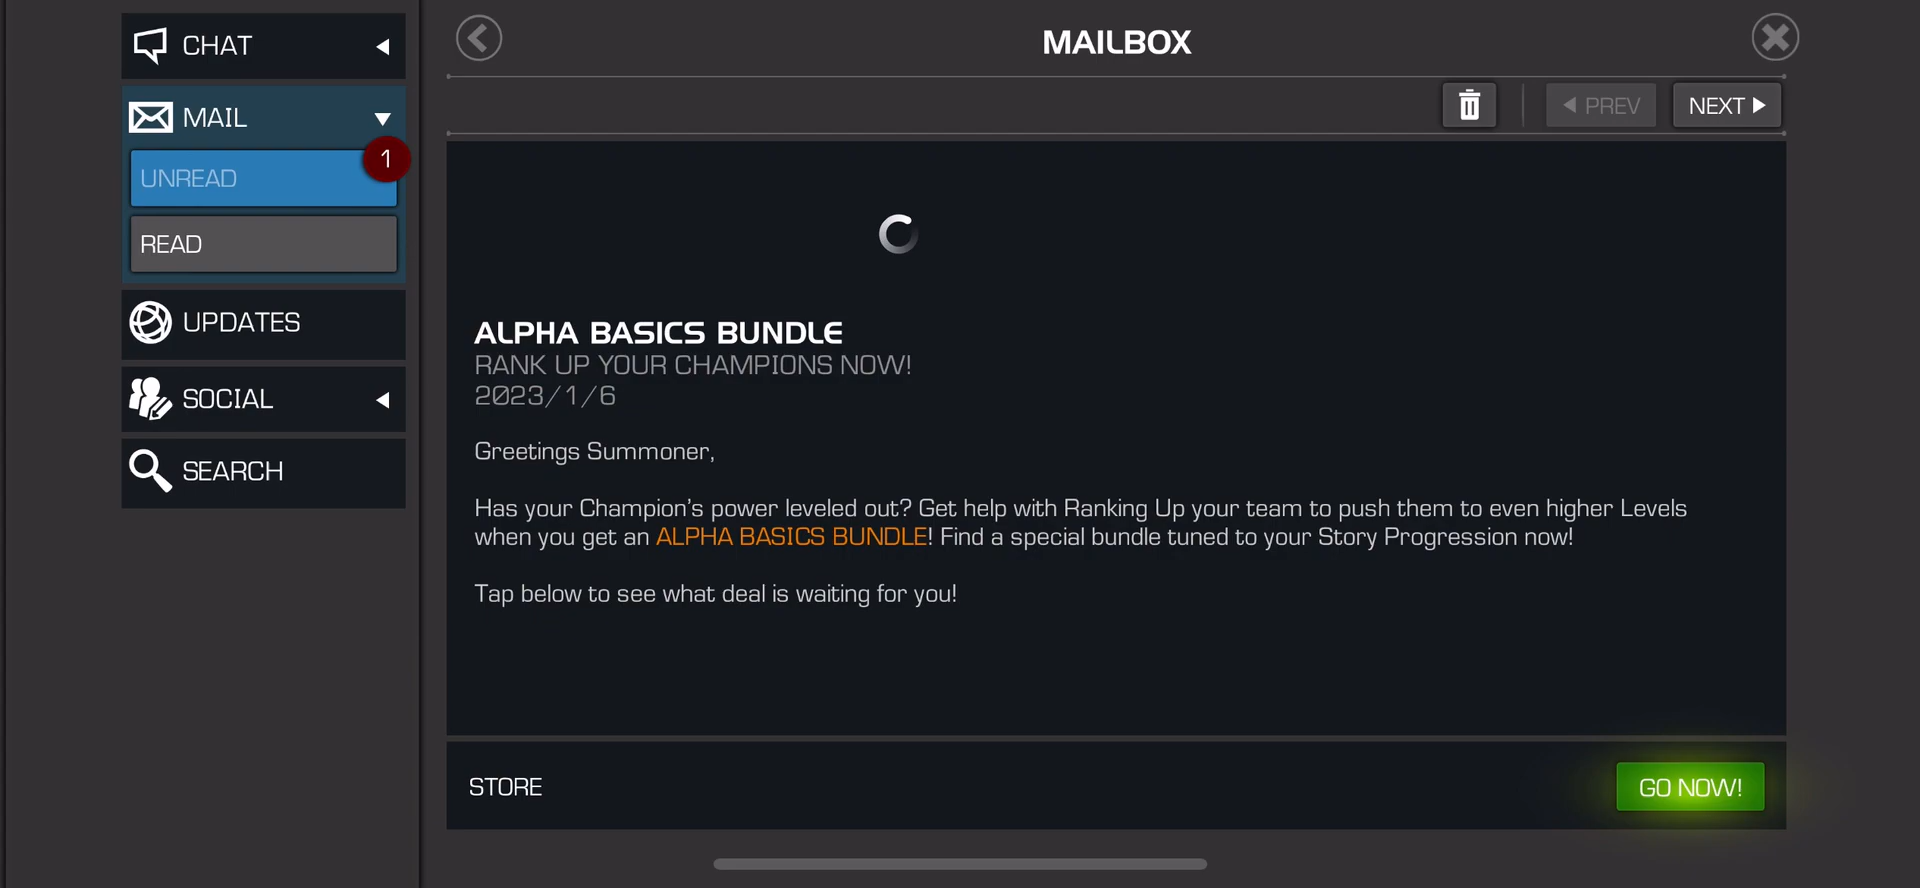 CHAT
MAILBOX
MAIL
PREV
NEXT
1
UNREAD
READ
UPDATES
ALPHA BASICS BUNDLE
RANK UP YOUR CHAMPIONS NOW!
2023/1/6
SOCIAL
Greetings Summoner,
SEARCH
Has your Champion's power leveled out? Get help with Ranking Up your team to push them to even higher Levels
when you get an ALPHA BASICS BUNDLE! Find a special bundle tuned to your Story Progression now!
Tap below to see what deal is waiting for you!
STORE
GO NOW!